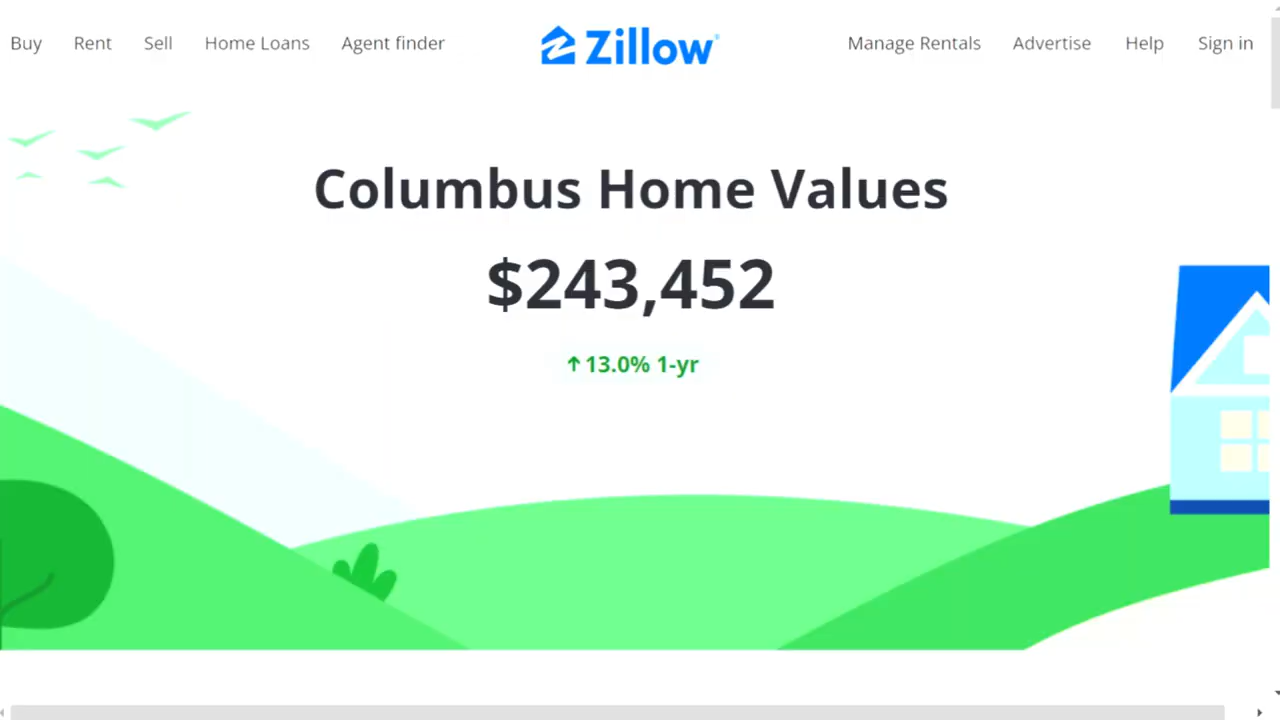 Buy Rent Sell Home Loans Agent finder Zillow® Manage Rentals Advertise Help Sign in
Columbus Home Values
$243,452
↑ 13.0% 1-yr